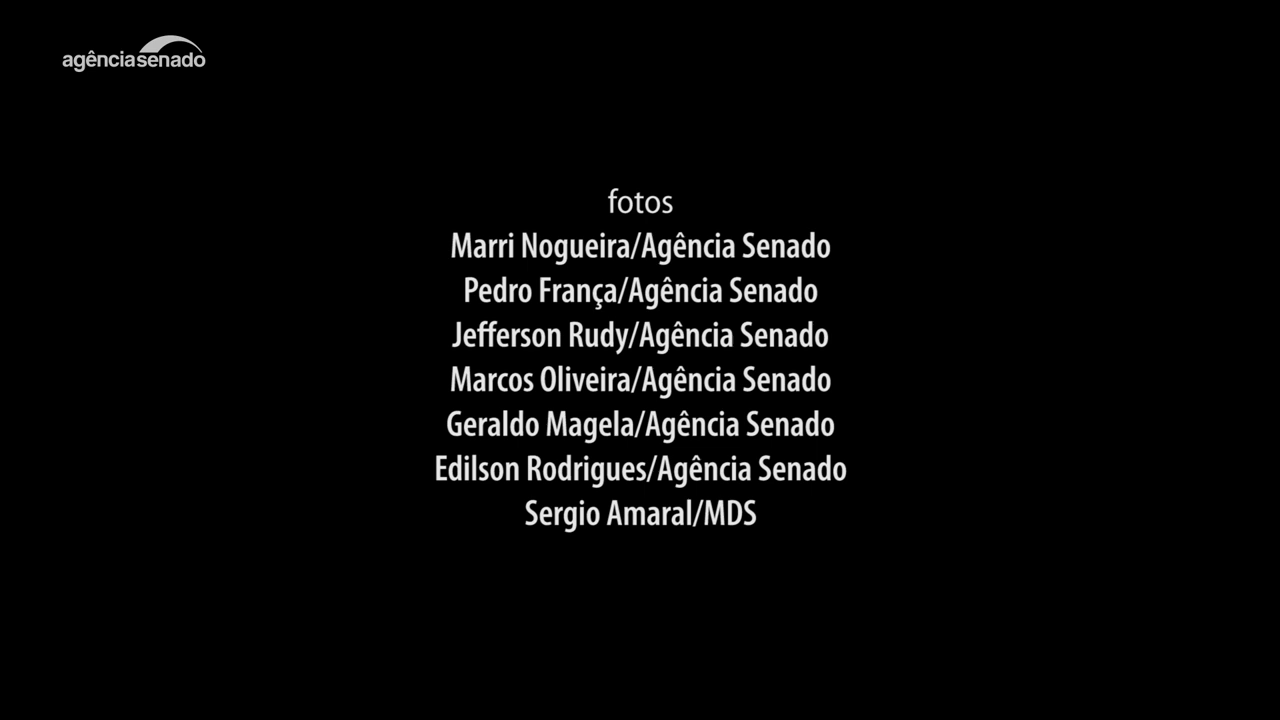 agênciasenado
fotos
Marri Nogueira/Agência Senado
Pedro França/Agência Senado
Jefferson Rudy/Agência Senado
Marcos Oliveira/Agência Senado
Geraldo Magela/Agência Senado
Edilson Rodrigues/Agência Senado
Sergio Amaral/MDS